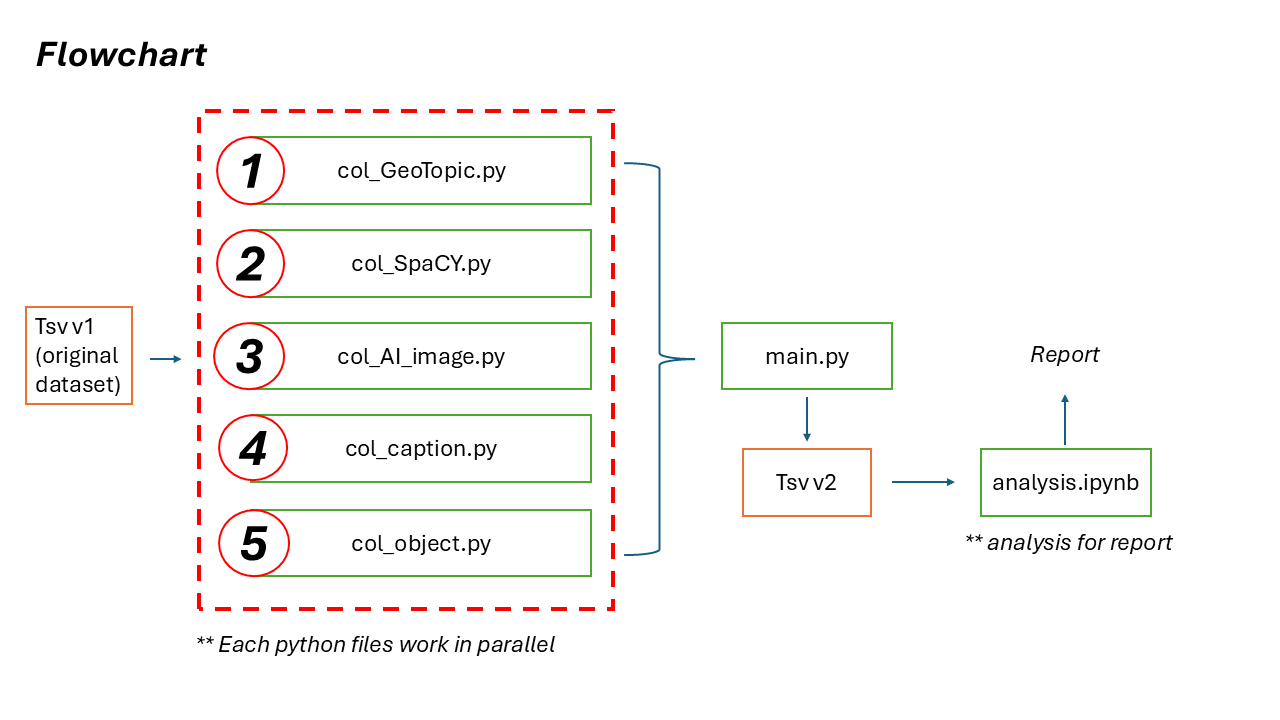 Flowchart
1
col_GeoTopic.py
2
col_SpaCY.py
Tsv v1
(original
dataset)
3
col_AI_image.py
4
col_caption.py
5
col_object.py
** Each python files work in parallel
main.py
Tsv v2
Report
analysis.ipynb
** analysis for report